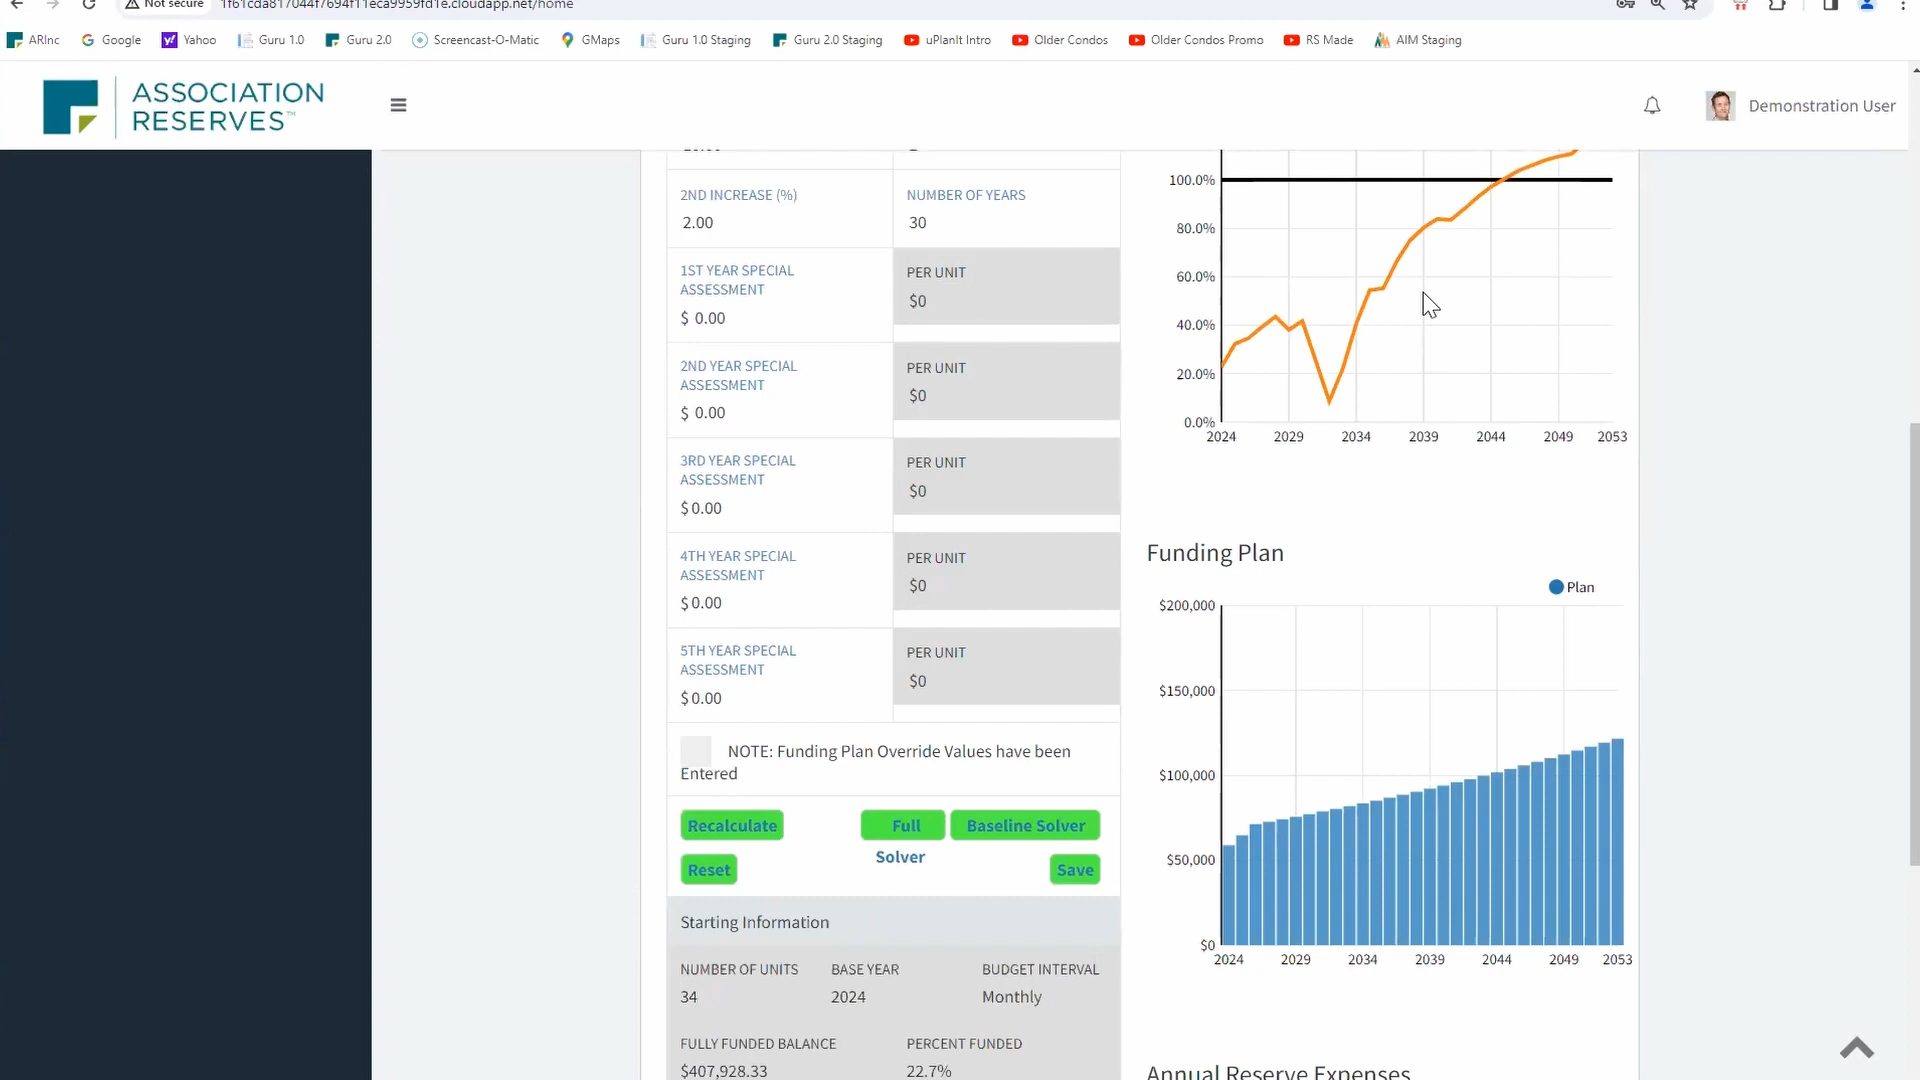 Not secure 1f61cda817044f7694f11eca9959fd1e.cloudapp.net/home
ARInc Google Yahoo Guru 1.0 Guru 2.0 Screencast-O-Matic GMaps Guru 1.0 Staging Guru 2.0 Staging uPlanIt Intro Older Condos Older Condos Promo RS Made AIM Staging
ASSOCIATION
RESERVES™
Demonstration User
2ND INCREASE (%)
2.00
NUMBER OF YEARS
30
1ST YEAR SPECIAL
ASSESSMENT
$ 0.00
PER UNIT
$0
2ND YEAR SPECIAL
ASSESSMENT
$ 0.00
PER UNIT
$0
3RD YEAR SPECIAL
ASSESSMENT
$ 0.00
PER UNIT
$0
4TH YEAR SPECIAL
ASSESSMENT
$ 0.00
PER UNIT
$0
5TH YEAR SPECIAL
ASSESSMENT
$ 0.00
PER UNIT
$0
NOTE: Funding Plan Override Values have been
Entered
Recalculate
Full
Solver
Baseline Solver
Reset
Save
Starting Information
NUMBER OF UNITS
34
BASE YEAR
2024
BUDGET INTERVAL
Monthly
FULLY FUNDED BALANCE
$407,928.33
PERCENT FUNDED
22.7%
100.0%
80.0%
60.0%
40.0%
20.0%
0.0%
2024 2029 2034 2039 2044 2049 2053
Funding Plan
Plan
$200,000
$150,000
$100,000
$50,000
$0
2024 2029 2034 2039 2044 2049 2053
Annual Reserve Expenses